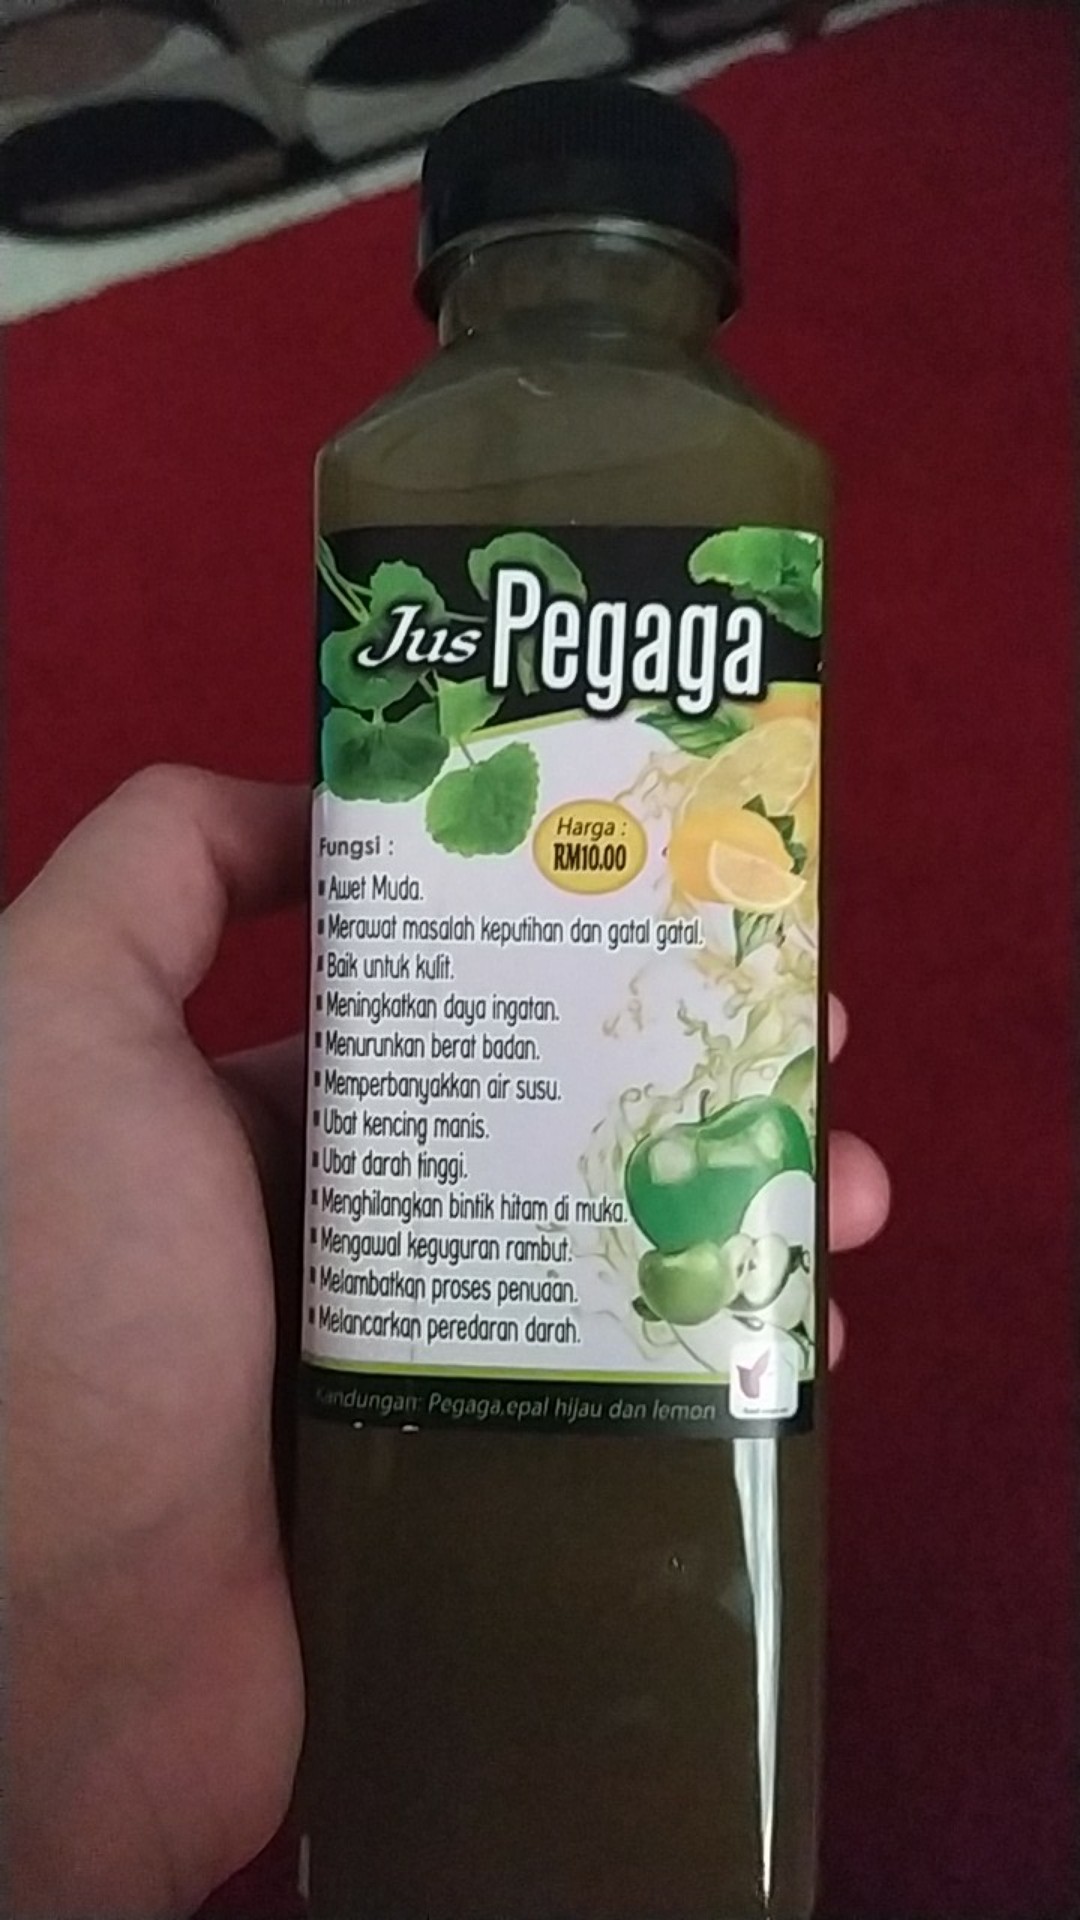 Jus Pegaga
Harga :
RM10.00
Fungsi :
▪ Awet Muda.
▪ Merawat masalah keputihan dan gatal gatal.
▪ Baik untuk kulit.
▪ Meningkatkan daya ingatan.
▪ Menurunkan berat badan.
▪ Memperbanyakkan air susu.
▪ Ubat kencing manis.
▪ Ubat darah tinggi.
▪ Menghilangkan bintik hitam di muka.
▪ Mengawal keguguran rambut.
▪ Melambatkan proses penuaan.
▪ Melancarkan peredaran darah.
Kandungan: Pegaga,epal hijau dan lemon